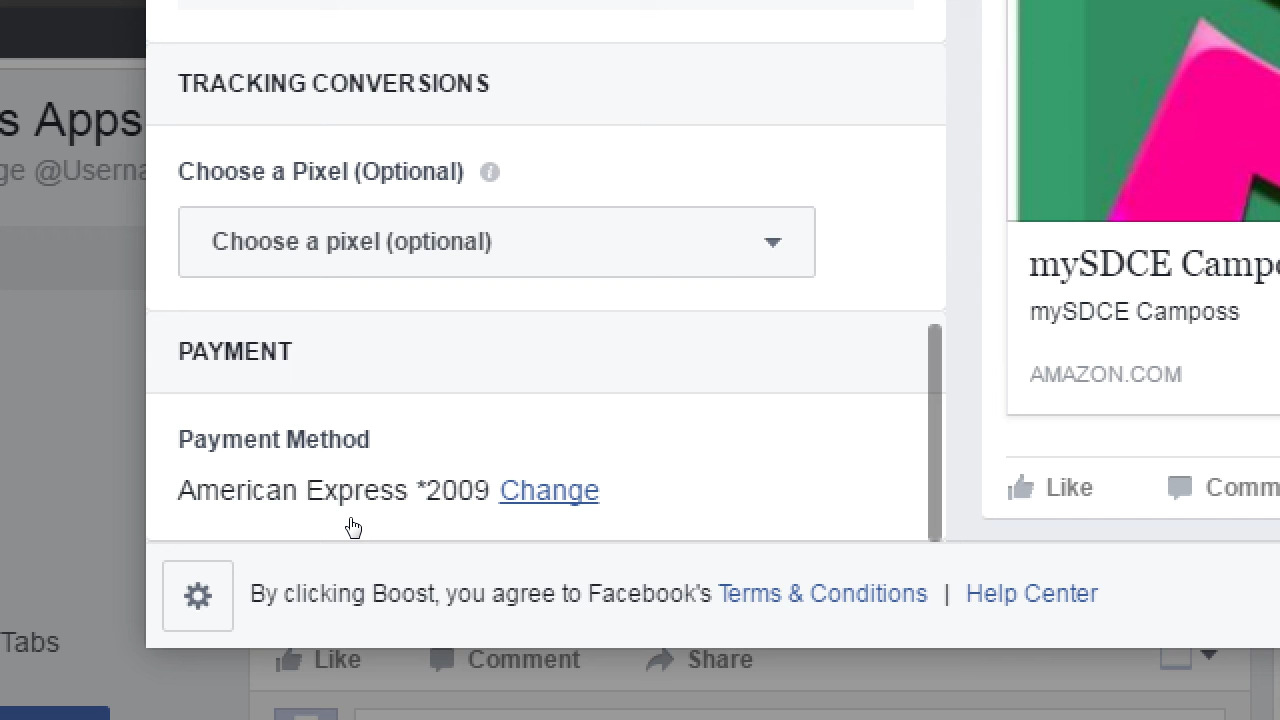 TRACKING CONVERSIONS
s Apps
ge @Userna
Choose a Pixel (Optional)
Choose a pixel (optional)
mySDCE Campo
mySDCE Camposs
AMAZON.COM
PAYMENT
Payment Method
American Express *2009 Change
Like
Comm
By clicking Boost, you agree to Facebook's Terms & Conditions | Help Center
Tabs
Like Comment Share